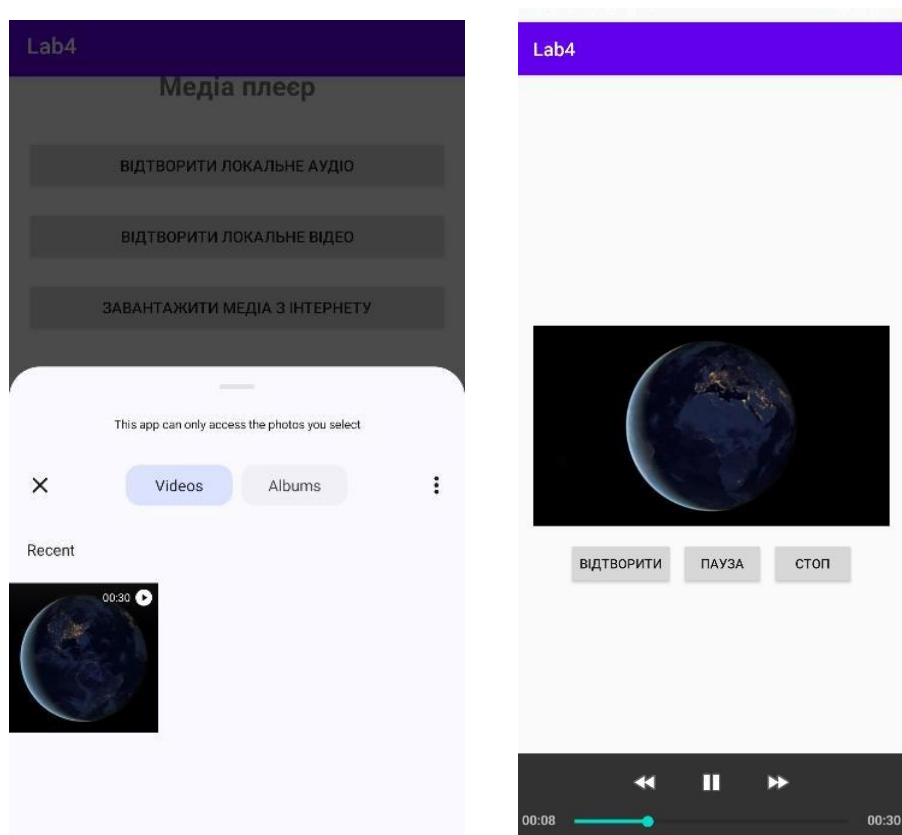 Lab4
Медіа плеєр
ВІДТВОРИТИ ЛОКАЛЬНЕ АУДІО
ВІДТВОРИТИ ЛОКАЛЬНЕ ВІДЕО
ЗАВАНТАЖИТИ МЕДІА З ІНТЕРНЕТУ
This app can only access the photos you select
Videos Albums
Recent
00:30
Lab4
ВІДТВОРИТИ ПАУЗА СТОП
00:08 00:30